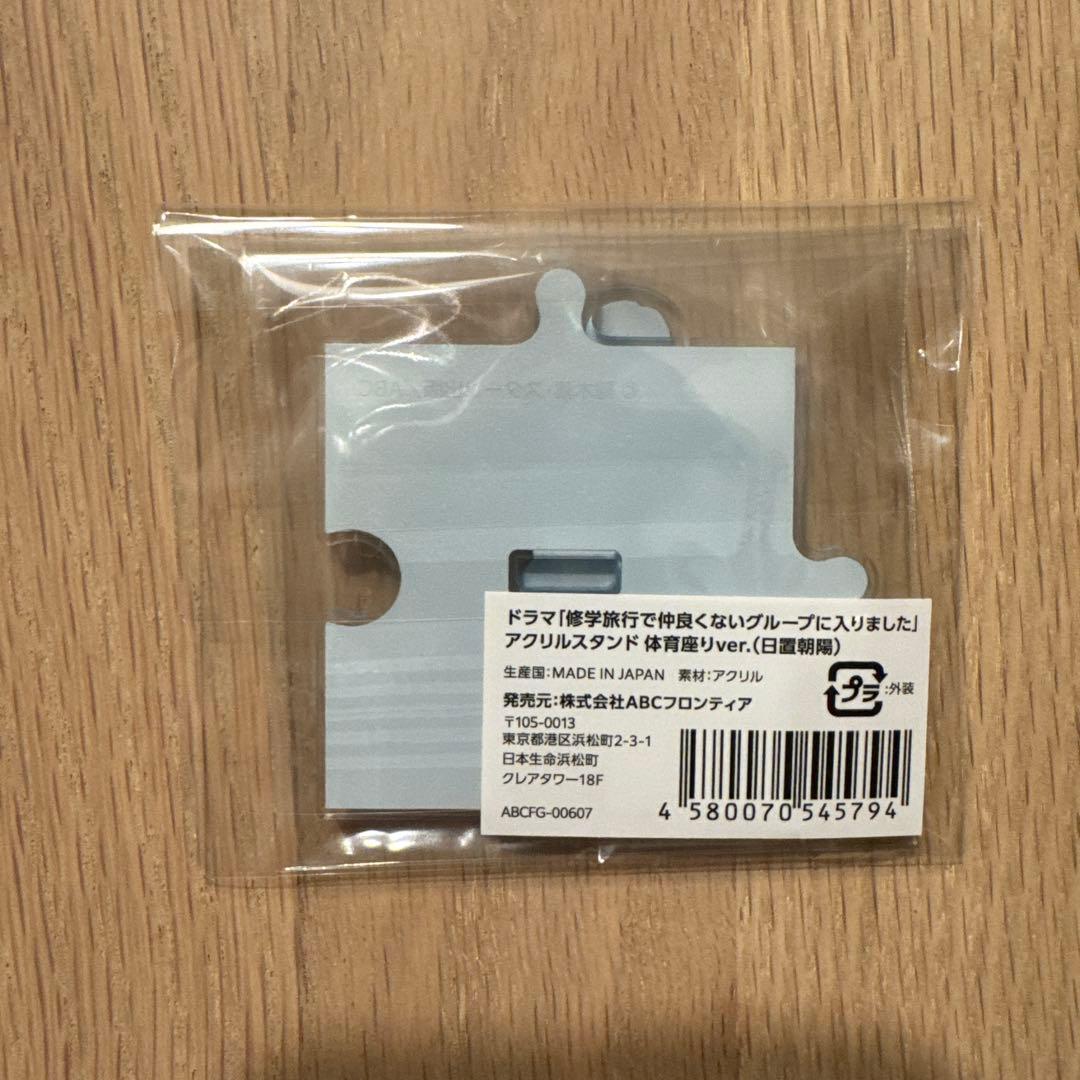 ドラマ「修学旅行で仲良くないグループに入りました」
アクリルスタンド 体育座りver.(日置朝陽)
生産国:MADE IN JAPAN 素材:アクリル
プラ:外装
発売元:株式会社ABCフロンティア
〒105-0013
東京都港区浜松町2-3-1
日本生命浜松町
クレアタワー18F
ABCFG-00607
4 580070 545794